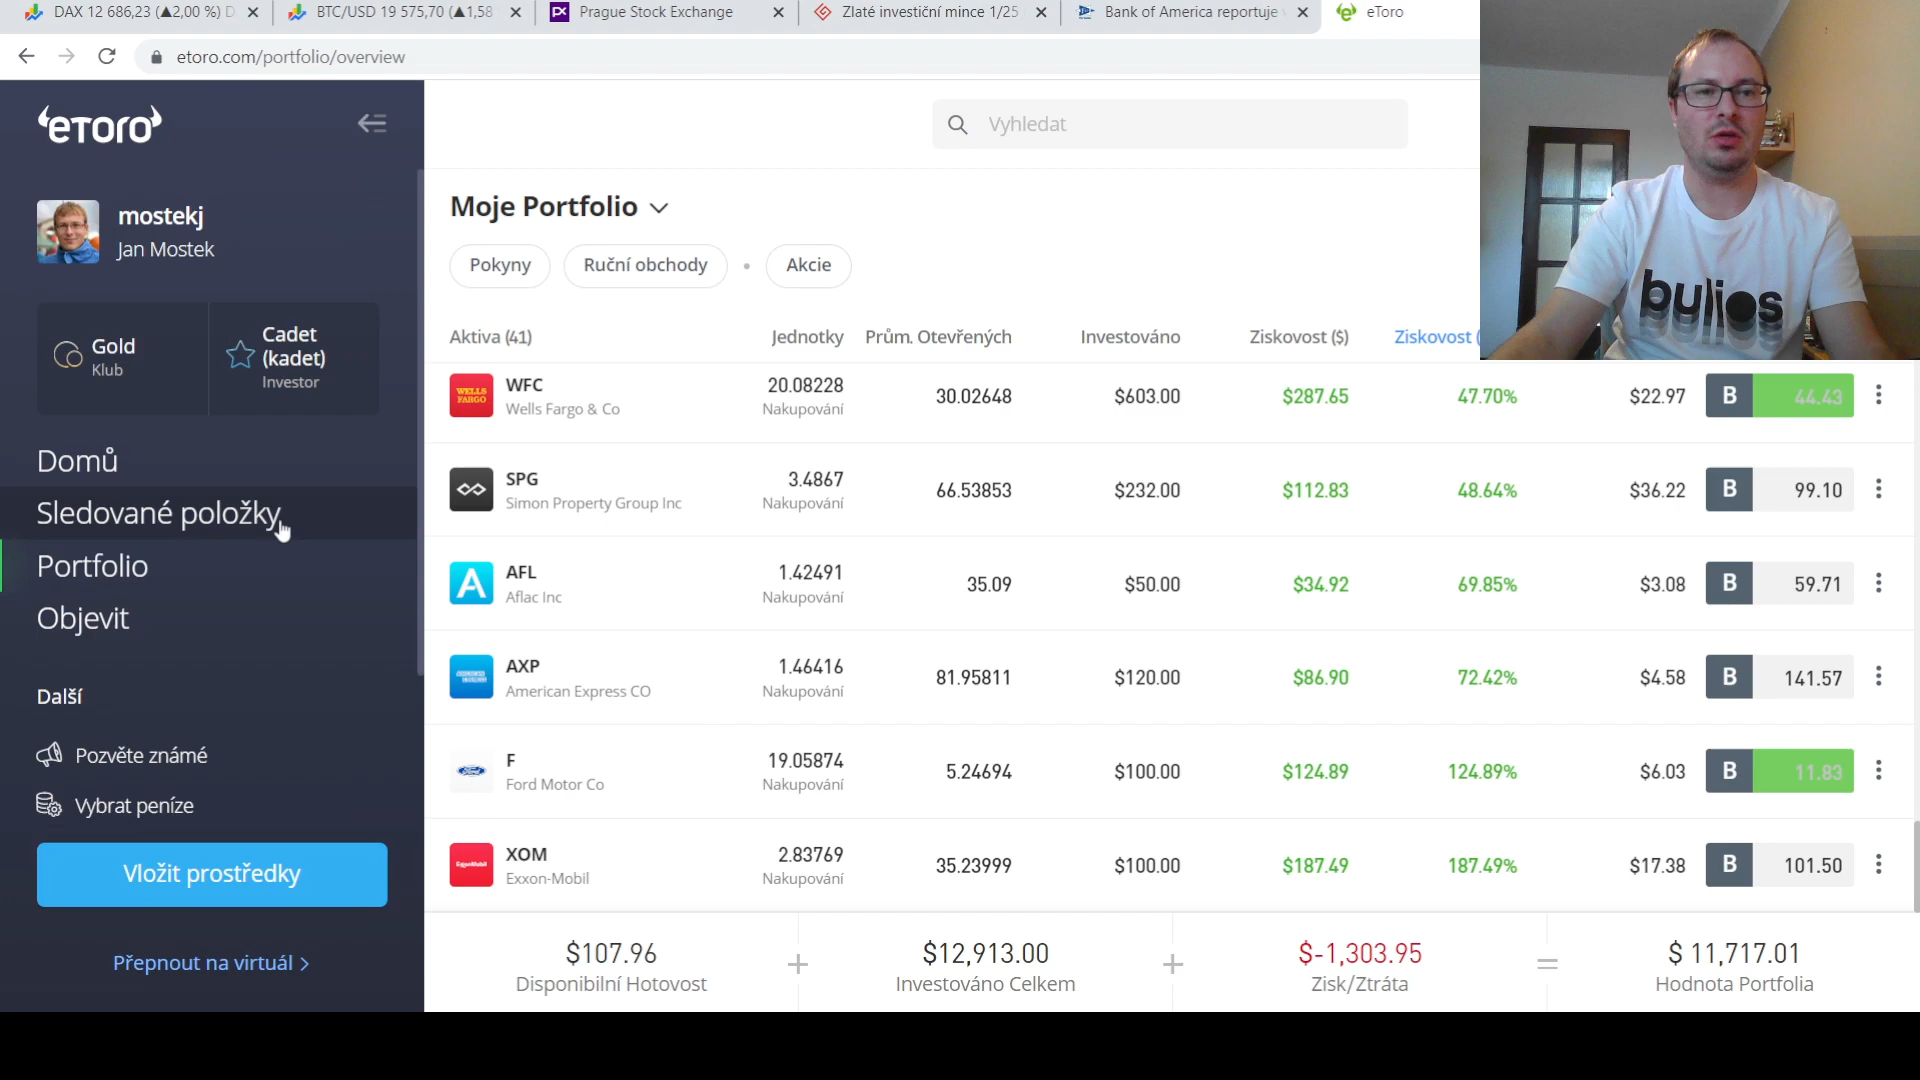 DAX 12 686,23 (▲2,00 %) D
BTC/USD 19 575,70 (▲1,58
Prague Stock Exchange
Zlaté investiční mince 1/25
Bank of America reportuje
eToro
etoro.com/portfolio/overview
eToro
Vyhledat
mostekj
Jan Mostek
Gold
Klub
Cadet
(kadet)
Investor
Domů
Sledované položky
Portfolio
Objevit
Další
Pozvěte známé
Vybrat peníze
Vložit prostředky
Přepnout na virtuál >
Moje Portfolio
Pokyny
Ruční obchody
•
Akcie
Aktiva (41) Jednotky Prům. Otevřených Investováno Ziskovost ($) Ziskovost (
WELLS FARGO WFC 20.08228 30.02648 $603.00 $287.65 47.70% $22.97 B 44.43
Wells Fargo & Co Nakupování
SPG 3.4867 66.53853 $232.00 $112.83 48.64% $36.22 B 99.10
Simon Property Group Inc Nakupování
A AFL 1.42491 35.09 $50.00 $34.92 69.85% $3.08 B 59.71
Aflac Inc Nakupování
AXP 1.46416 81.95811 $120.00 $86.90 72.42% $4.58 B 141.57
American Express CO Nakupování
F 19.05874 5.24694 $100.00 $124.89 124.89% $6.03 B 11.83
Ford Motor Co Nakupování
ExxonMobil XOM 2.83769 35.23999 $100.00 $187.49 187.49% $17.38 B 101.50
Exxon-Mobil Nakupování
$107.96 + $12,913.00 + $-1,303.95 = $ 11,717.01
Disponibilní Hotovost Investováno Celkem Zisk/Ztráta Hodnota Portfolia
bulios